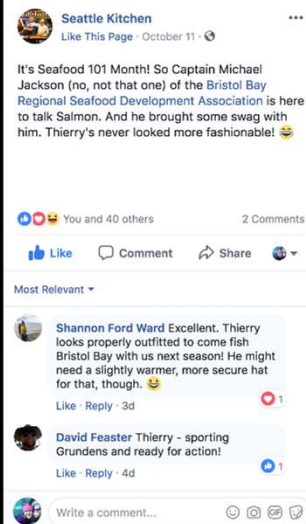 Seattle Kitchen
Like This Page · October 11 ·
It's Seafood 101 Month! So Captain Michael
Jackson (no, not that one) of the Bristol Bay
Regional Seafood Development Association is here
to talk Salmon. And he brought some swag with
him. Thierry's never looked more fashionable! 😂
You and 40 others
2 Comments
Like
Comment
Share
Most Relevant
Shannon Ford Ward Excellent. Thierry
looks properly outfitted to come fish
Bristol Bay with us next season! He might
need a slightly warmer, more secure hat
for that, though. 😆
1
Like · Reply · 3d
David Feaster Thierry - sporting
Grundens and ready for action!
1
Like · Reply · 4d
Write a comment...
GIF